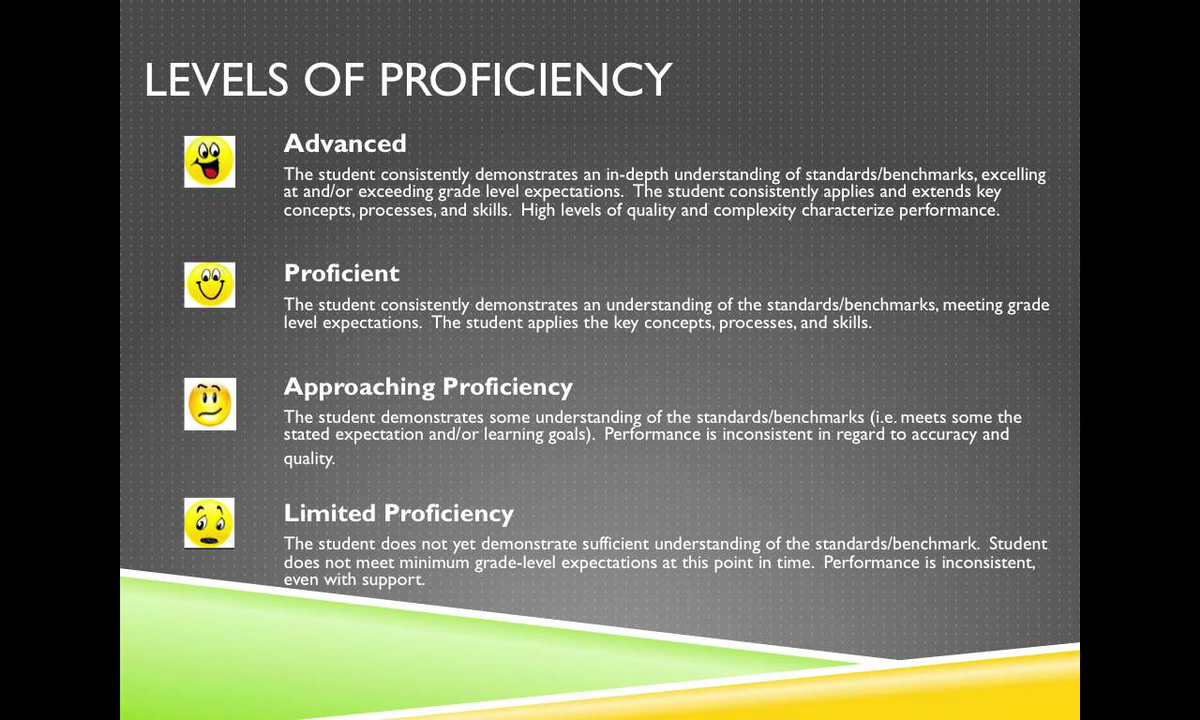 LEVELS OF PROFICIENCY
Advanced
The student consistently demonstrates an in-depth understanding of standards/benchmarks, excelling
at and/or exceeding grade level expectations. The student consistently applies and extends key
concepts, processes, and skills. High levels of quality and complexity characterize performance.
Proficient
The student consistently demonstrates an understanding of the standards/benchmarks, meeting grade
level expectations. The student applies the key concepts, processes, and skills.
Approaching Proficiency
The student demonstrates some understanding of the standards/benchmarks (i.e. meets some the
stated expectation and/or learning goals). Performance is inconsistent in regard to accuracy and
quality.
Limited Proficiency
The student does not yet demonstrate sufficient understanding of the standards/benchmark. Student
does not meet minimum grade-level expectations at this point in time. Performance is inconsistent,
even with support.